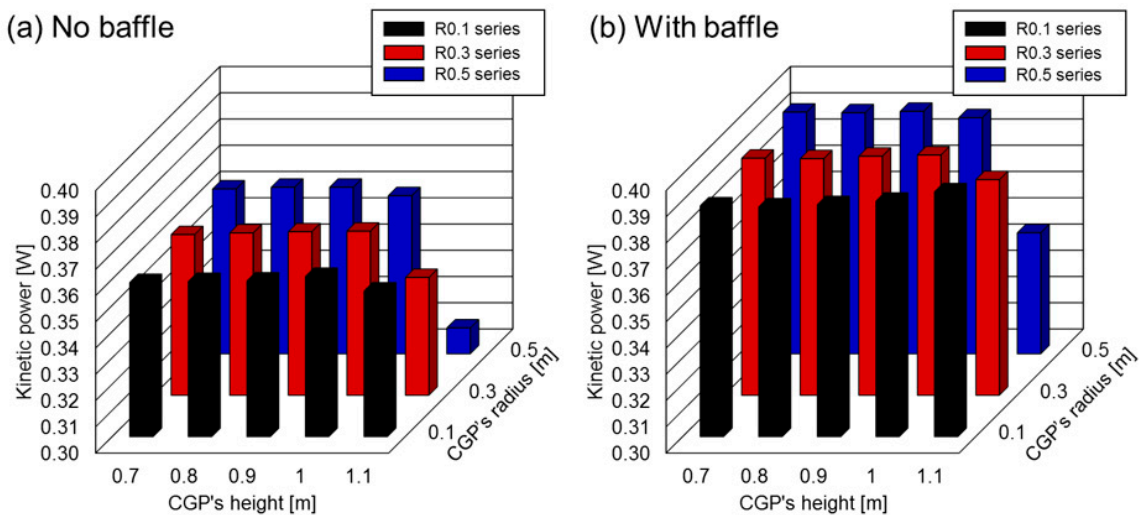 (a) No baffle
R0.1 series
R0.3 series
R0.5 series
Kinetic power [W]
0.40
0.39
0.38
0.37
0.36
0.35
0.34
0.33
0.32
0.31
0.30
0.7 0.8 0.9 1 1.1
CGP's height [m]
0.1
0.3
0.5
CGP's radius [m]
(b) With baffle
R0.1 series
R0.3 series
R0.5 series
Kinetic power [W]
0.40
0.39
0.38
0.37
0.36
0.35
0.34
0.33
0.32
0.31
0.30
0.7 0.8 0.9 1 1.1
CGP's height [m]
0.1
0.3
0.5
CGP's radius [m]